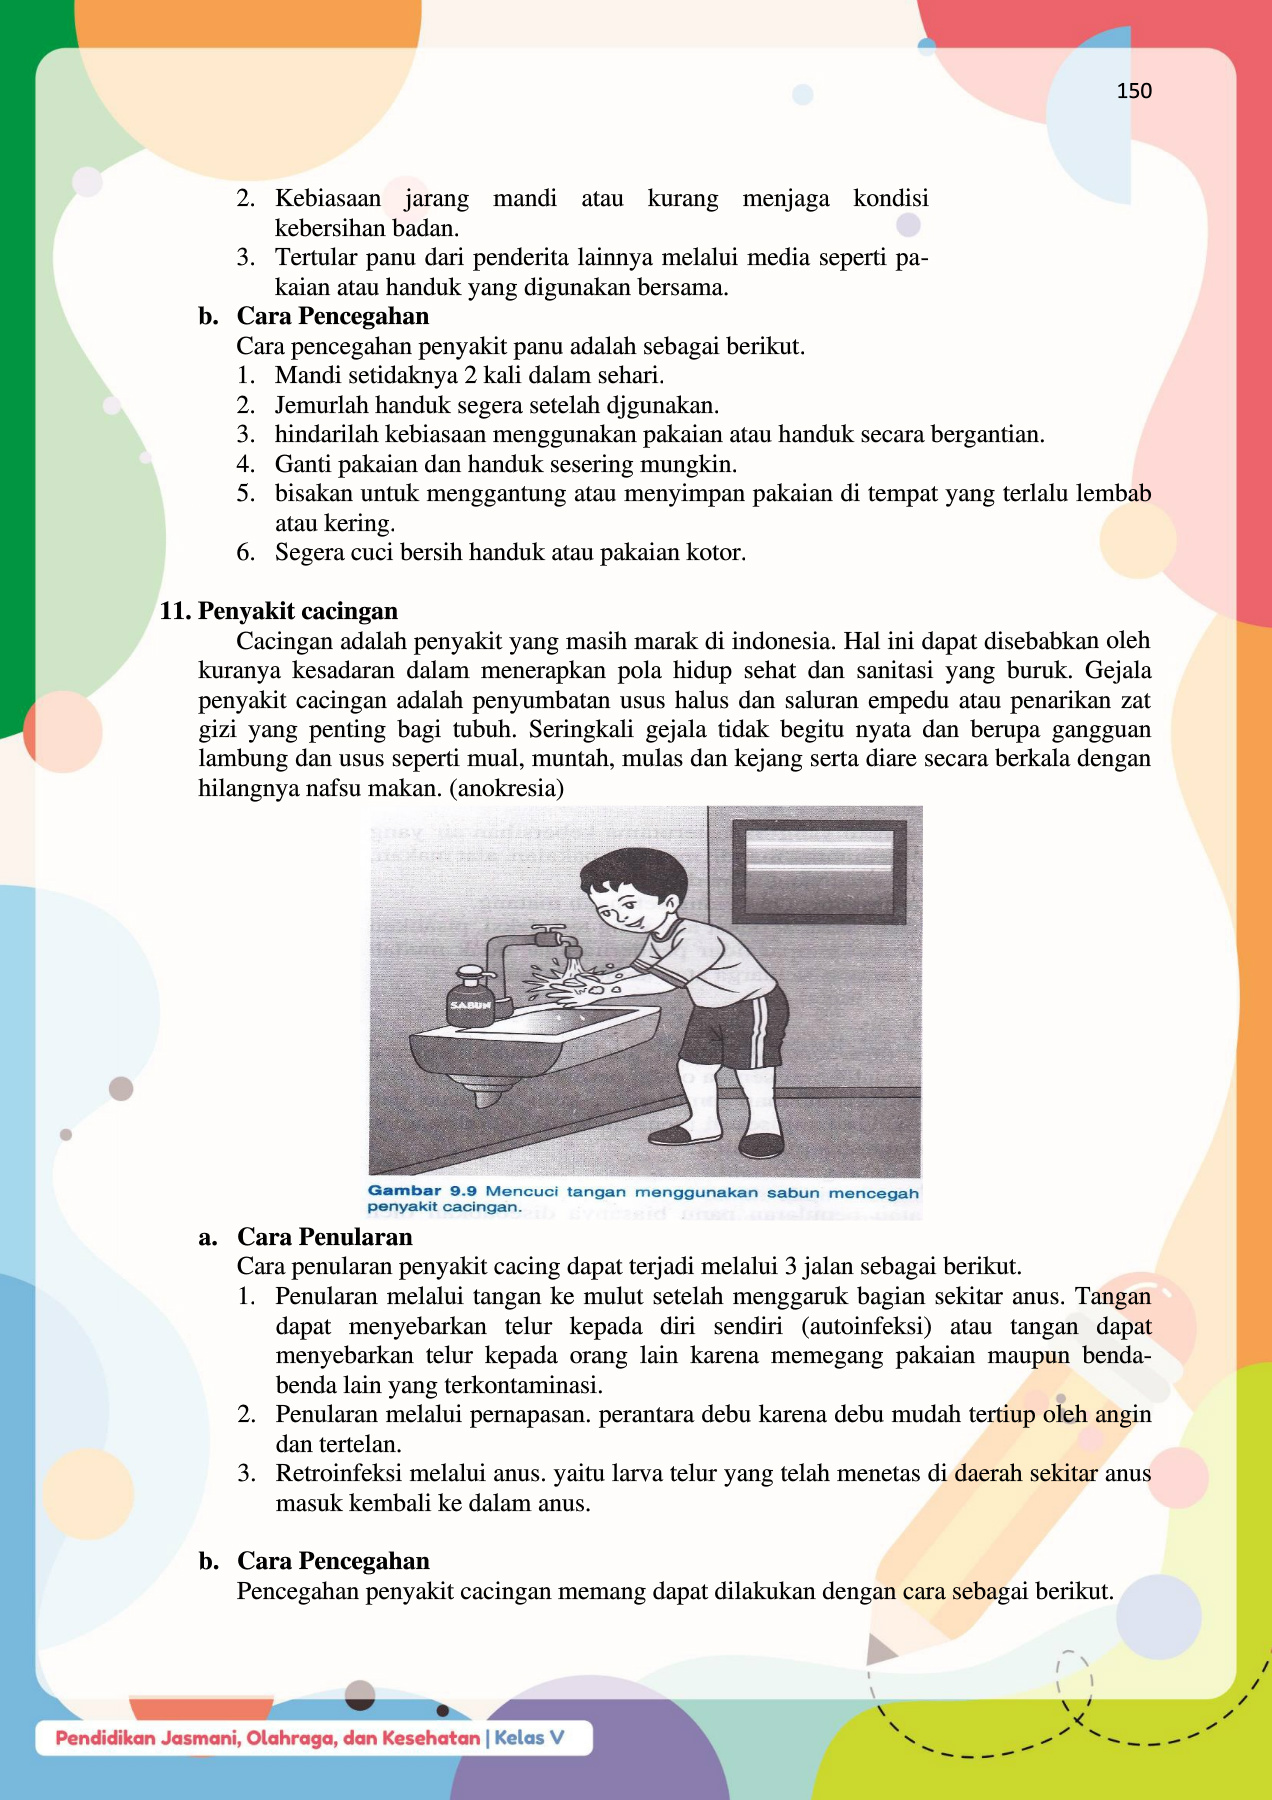 150
2. Kebiasaan jarang mandi atau kurang menjaga kondisi
kebersihan badan.
3. Tertular panu dari penderita lainnya melalui media seperti pa-
kaian atau handuk yang digunakan bersama.
b. Cara Pencegahan
Cara pencegahan penyakit panu adalah sebagai berikut.
1. Mandi setidaknya 2 kali dalam sehari.
2. Jemurlah handuk segera setelah djgunakan.
3. hindarilah kebiasaan menggunakan pakaian atau handuk secara bergantian.
4. Ganti pakaian dan handuk sesering mungkin.
5. bisakan untuk menggantung atau menyimpan pakaian di tempat yang terlalu lembab
atau kering.
6. Segera cuci bersih handuk atau pakaian kotor.
11. Penyakit cacingan
Cacingan adalah penyakit yang masih marak di indonesia. Hal ini dapat disebabkan oleh
kuranya kesadaran dalam menerapkan pola hidup sehat dan sanitasi yang buruk. Gejala
penyakit cacingan adalah penyumbatan usus halus dan saluran empedu atau penarikan zat
gizi yang penting bagi tubuh. Seringkali gejala tidak begitu nyata dan berupa gangguan
lambung dan usus seperti mual, muntah, mulas dan kejang serta diare secara berkala dengan
hilangnya nafsu makan. (anokresia)
SABUN
Gambar 9.9 Mencuci tangan menggunakan sabun mencegah
penyakit cacingan.
a. Cara Penularan
Cara penularan penyakit cacing dapat terjadi melalui 3 jalan sebagai berikut.
1. Penularan melalui tangan ke mulut setelah menggaruk bagian sekitar anus. Tangan
dapat menyebarkan telur kepada diri sendiri (autoinfeksi) atau tangan dapat
menyebarkan telur kepada orang lain karena memegang pakaian maupun benda-
benda lain yang terkontaminasi.
2. Penularan melalui pernapasan. perantara debu karena debu mudah tertiup oleh angin
dan tertelan.
3. Retroinfeksi melalui anus. yaitu larva telur yang telah menetas di daerah sekitar anus
masuk kembali ke dalam anus.
b. Cara Pencegahan
Pencegahan penyakit cacingan memang dapat dilakukan dengan cara sebagai berikut.
Pendidikan Jasmani, Olahraga, dan Kesehatan | Kelas V